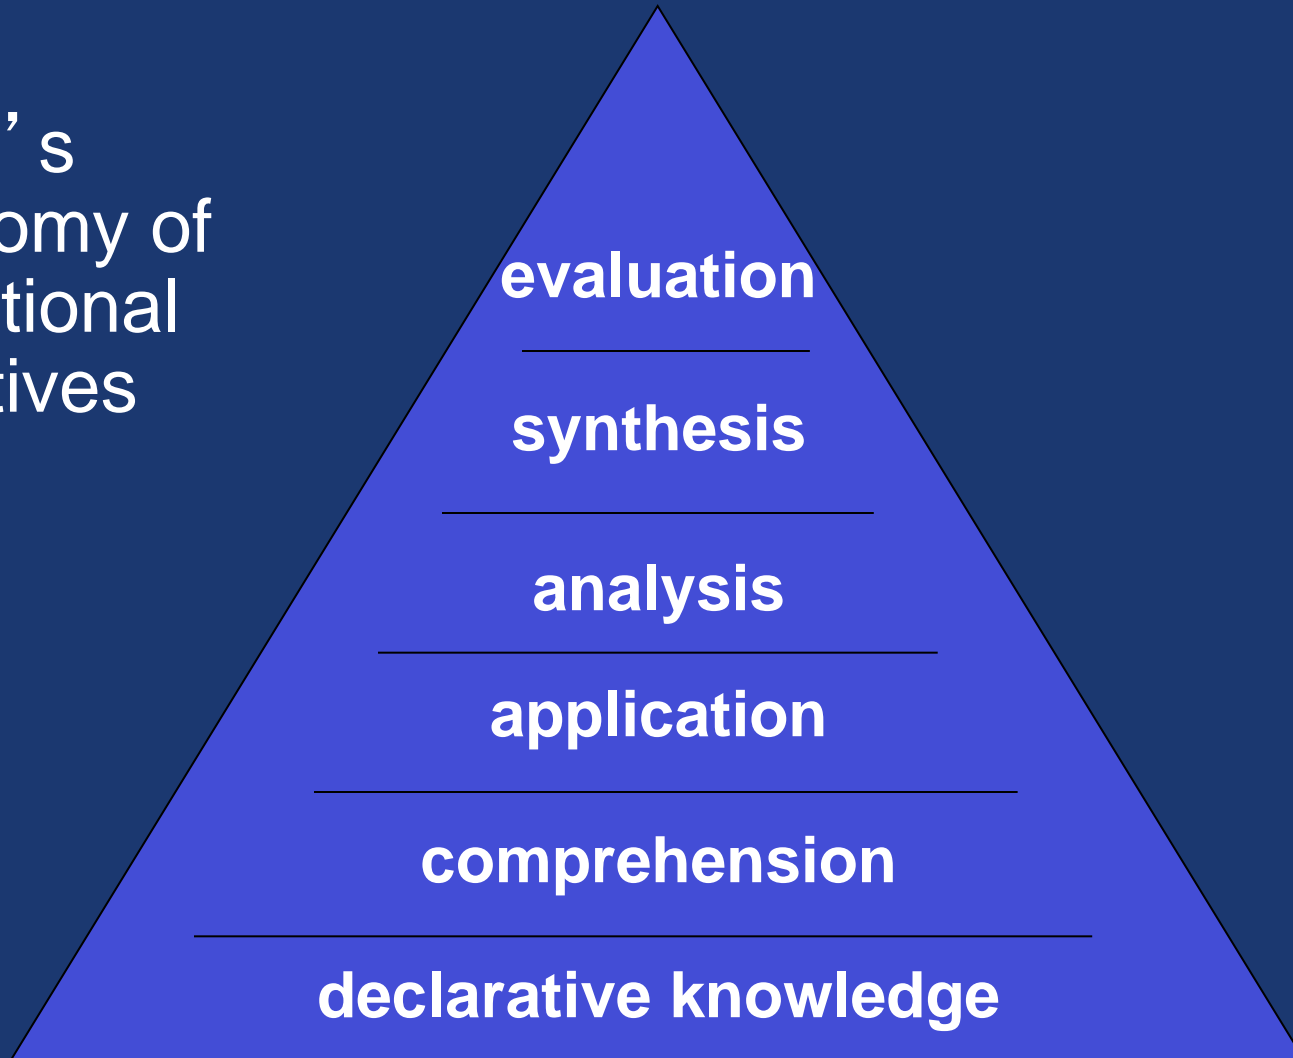 ’s
omy of
tional
tives
evaluation
synthesis
analysis
application
comprehension
declarative knowledge